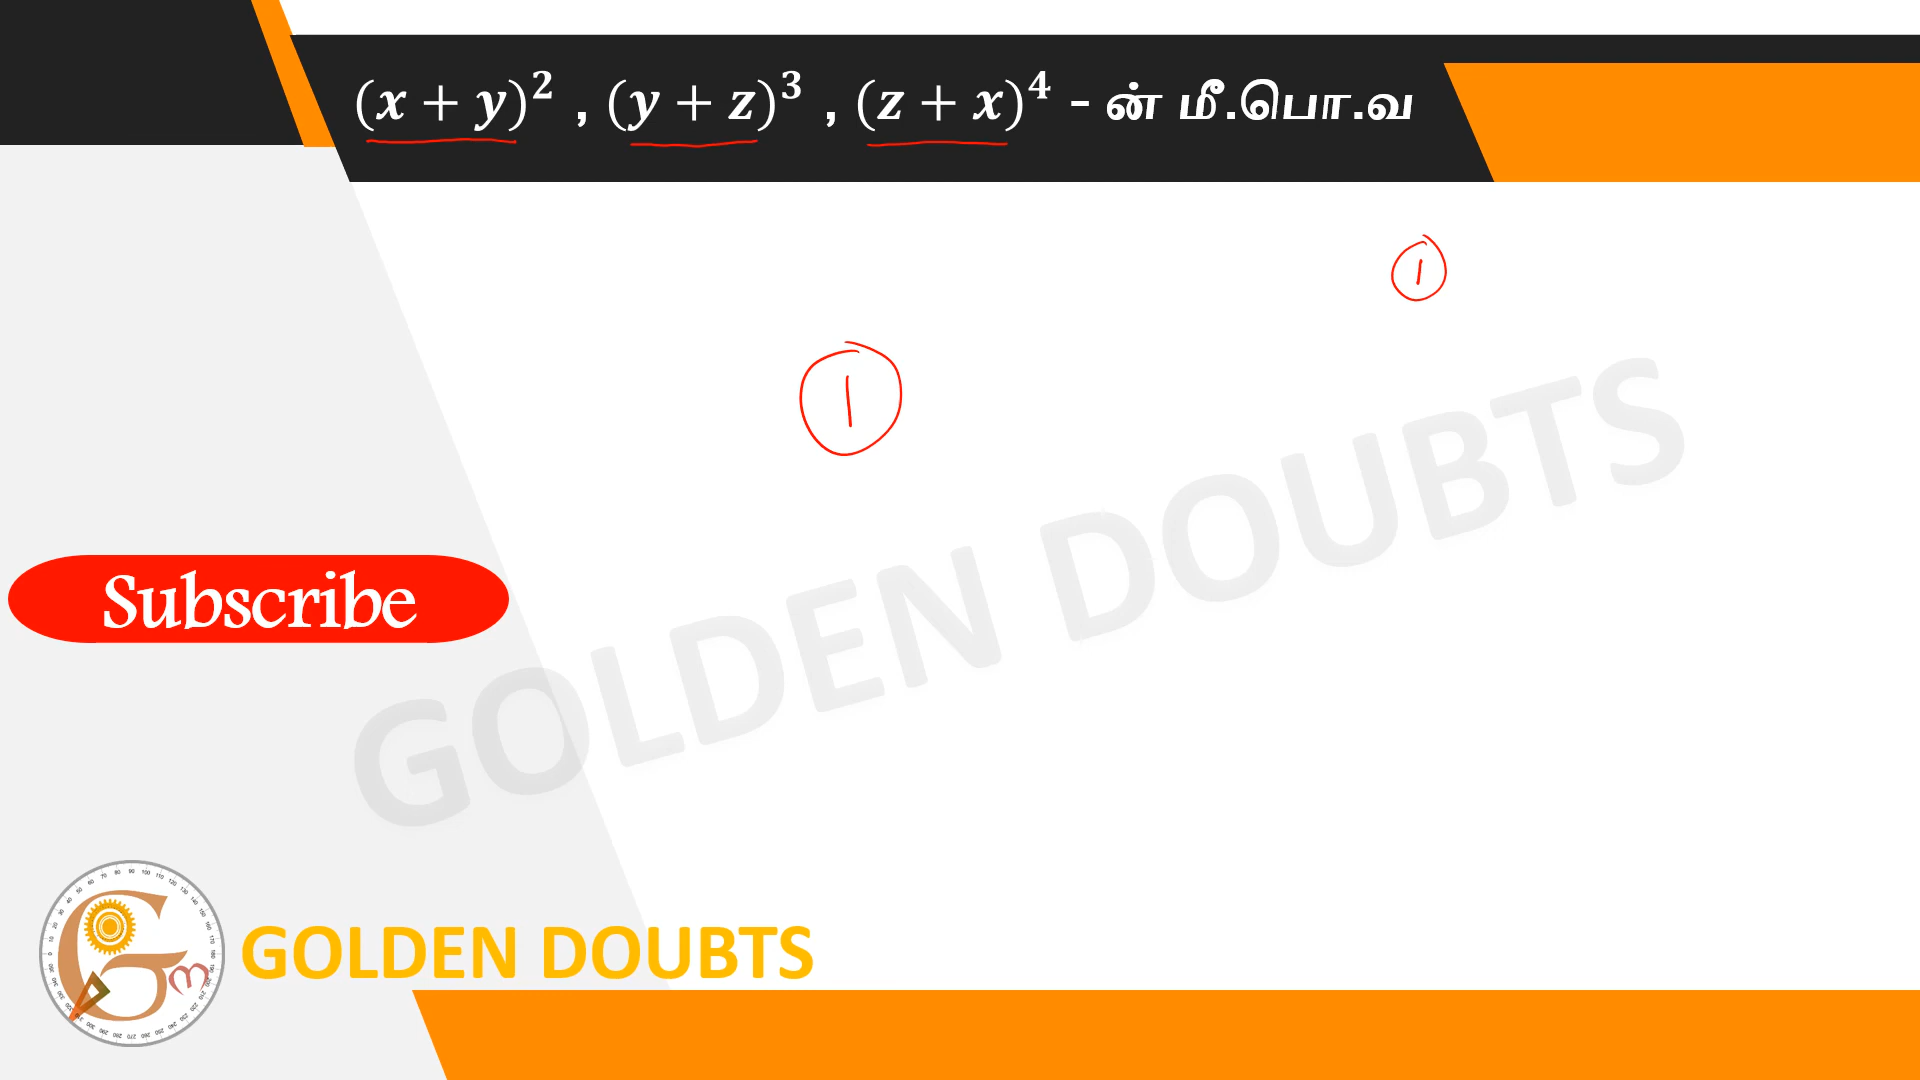 (x + y)² , (y + z)³ , (z + x)⁴ - ன் மீ.பொ.வ
1
1
GOLDEN DOUBTS
Subscribe
GOLDEN DOUBTS